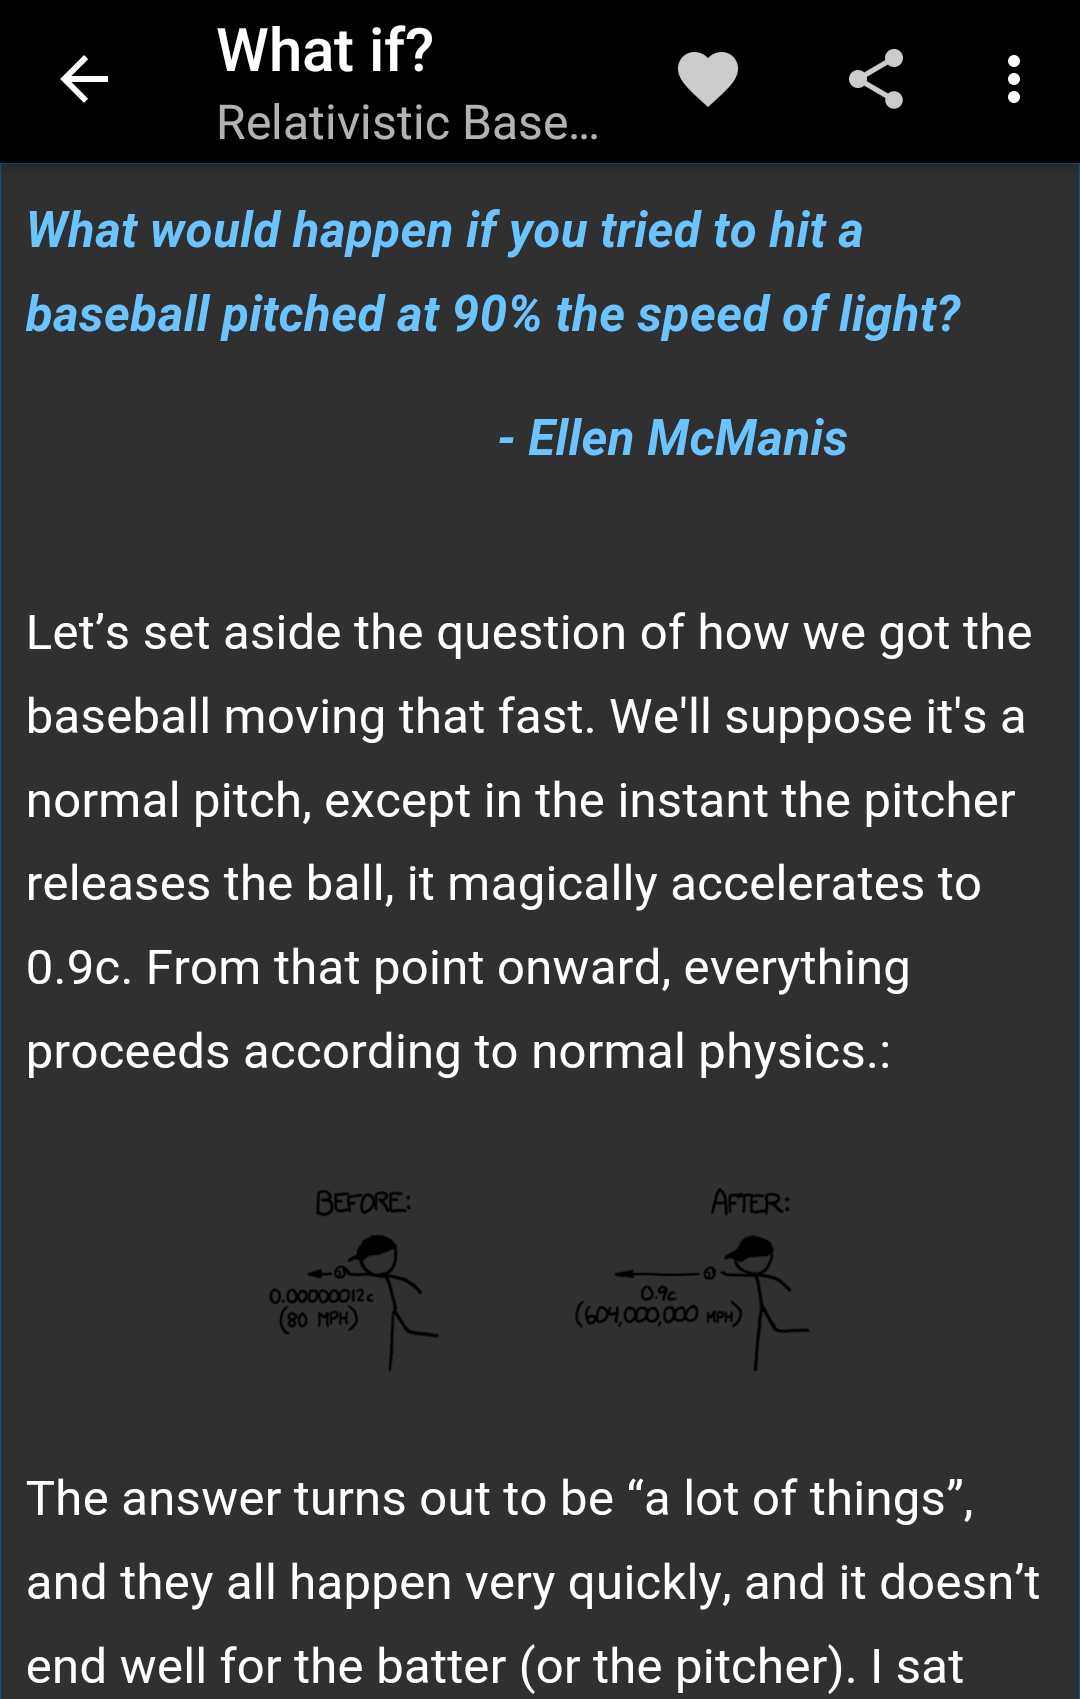 What if?
Relativistic Base...
What would happen if you tried to hit a
baseball pitched at 90% the speed of light?
- Ellen McManis
Let’s set aside the question of how we got the
baseball moving that fast. We'll suppose it's a
normal pitch, except in the instant the pitcher
releases the ball, it magically accelerates to
0.9c. From that point onward, everything
proceeds according to normal physics.:
BEFORE:
0.00000012c
(80 MPH)
AFTER:
0.9c
(604,000,000 MPH)
The answer turns out to be “a lot of things”,
and they all happen very quickly, and it doesn’t
end well for the batter (or the pitcher). I sat